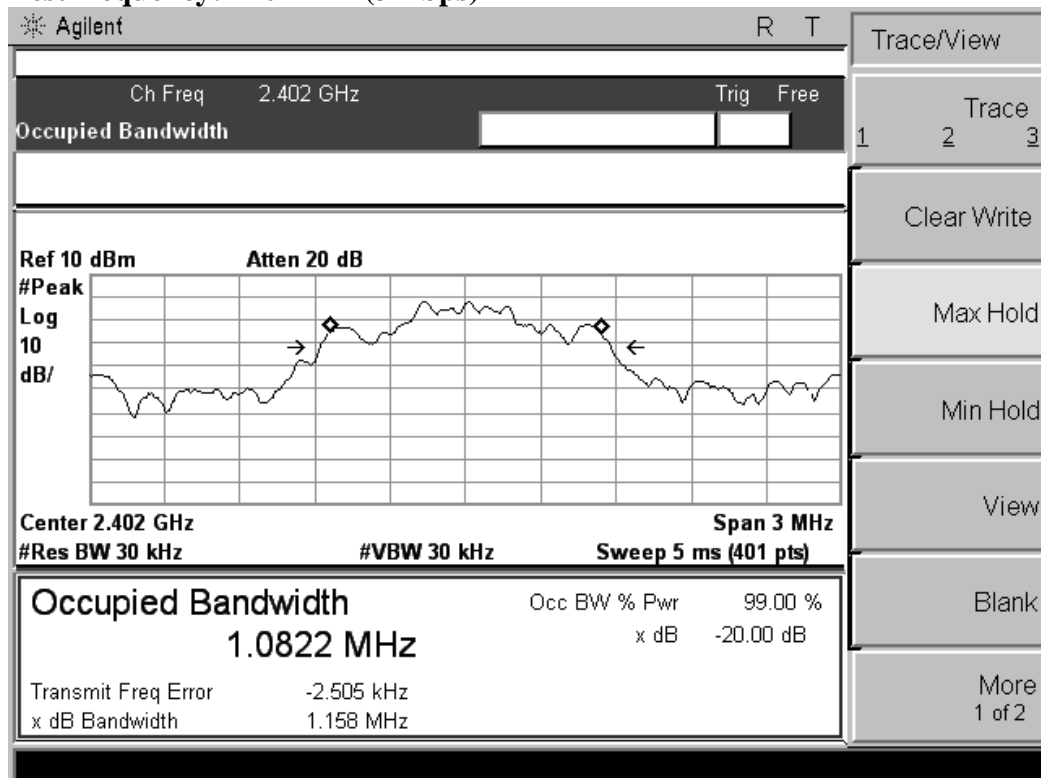 Agilent R T
Trace/View
Ch Freq 2.402 GHz Trig Free
Occupied Bandwidth
Trace
1 2 3
Clear Write
Ref 10 dBm Atten 20 dB
#Peak
Log
10
dB/
Max Hold
Min Hold
View
Center 2.402 GHz Span 3 MHz
#Res BW 30 kHz #VBW 30 kHz Sweep 5 ms (401 pts)
Occupied Bandwidth Occ BW % Pwr 99.00 %
1.0822 MHz x dB -20.00 dB
Blank
Transmit Freq Error -2.505 kHz
x dB Bandwidth 1.158 MHz
More
1 of 2